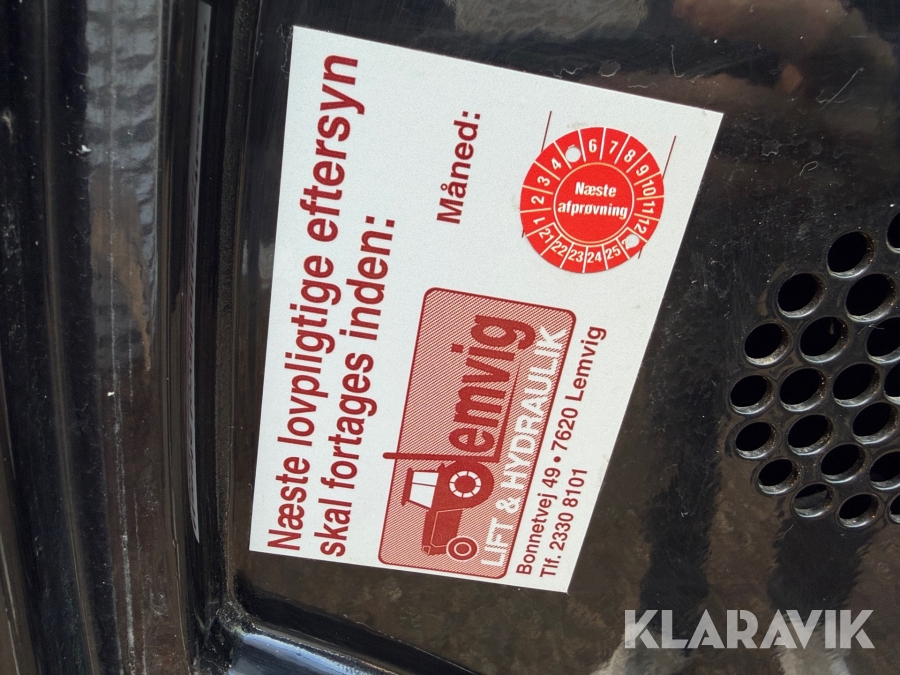 Næste lovpligtige eftersyn
skal fortages inden:
Måned:
Næste
afprøvning
1 2 3 4 6 7 8 9 10 11 12
21 22 23 24 25
Lemvig
LIFT & HYDRAULIK
Bonnetvej 49 • 7620 Lemvig
Tlf. 2330 8101
KLARAVIK